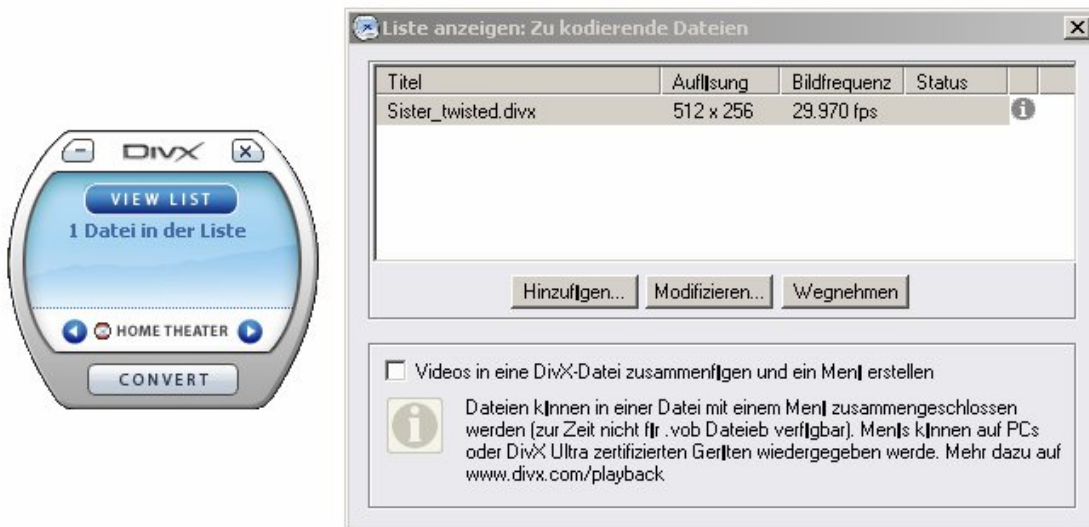 DIVX
VIEW LIST
1 Datei in der Liste
HOME THEATER
CONVERT
Liste anzeigen: Zu kodierende Dateien
Titel Aufl|sung Bildfrequenz Status
Sister_twisted.divx 512 x 256 29.970 fps
Hinzuf|gen... Modifizieren... Wegnehmen
Videos in eine DivX-Datei zusammenf|gen und ein Men| erstellen
Dateien k|nnen in einer Datei mit einem Men| zusammengeschlossen
werden (zur Zeit nicht f|r .vob Dateieb verf|gbar). Men|s k|nnen auf PCs
oder DivX Ultra zertifizierten Ger|ten wiedergegeben werde. Mehr dazu auf
www.divx.com/playback